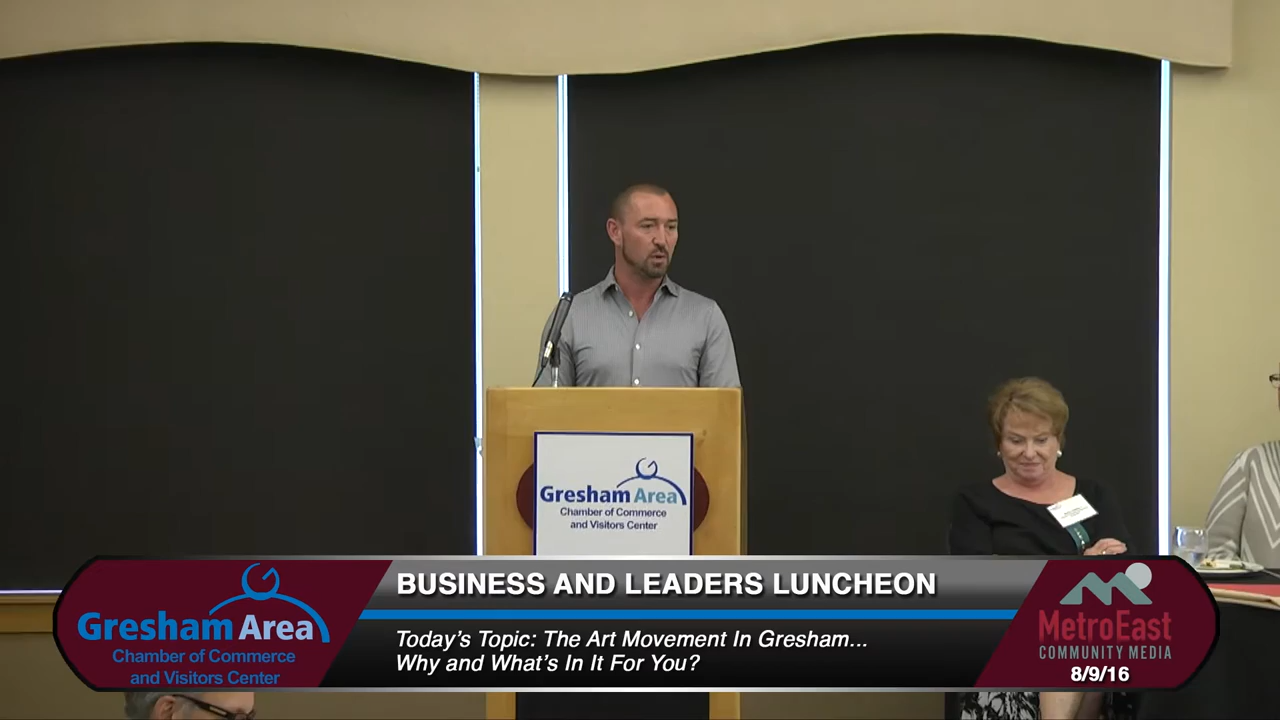 Gresham Area
Chamber of Commerce
and Visitors Center
Gresham Area
Chamber of Commerce
and Visitors Center
BUSINESS AND LEADERS LUNCHEON
Today's Topic: The Art Movement In Gresham...
Why and What's In It For You?
MetroEast
COMMUNITY MEDIA
8/9/16